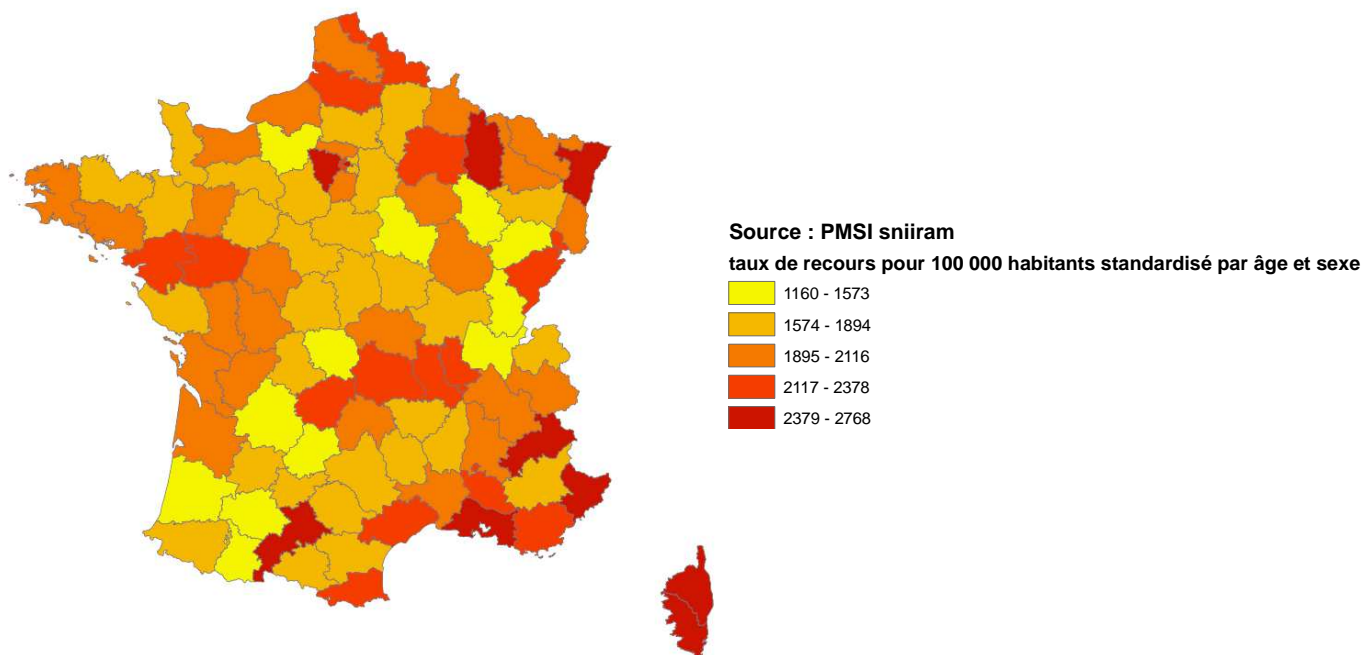 Source : PMSI sniiram
taux de recours pour 100 000 habitants standardisé par âge et sexe
1160 - 1573
1574 - 1894
1895 - 2116
2117 - 2378
2379 - 2768